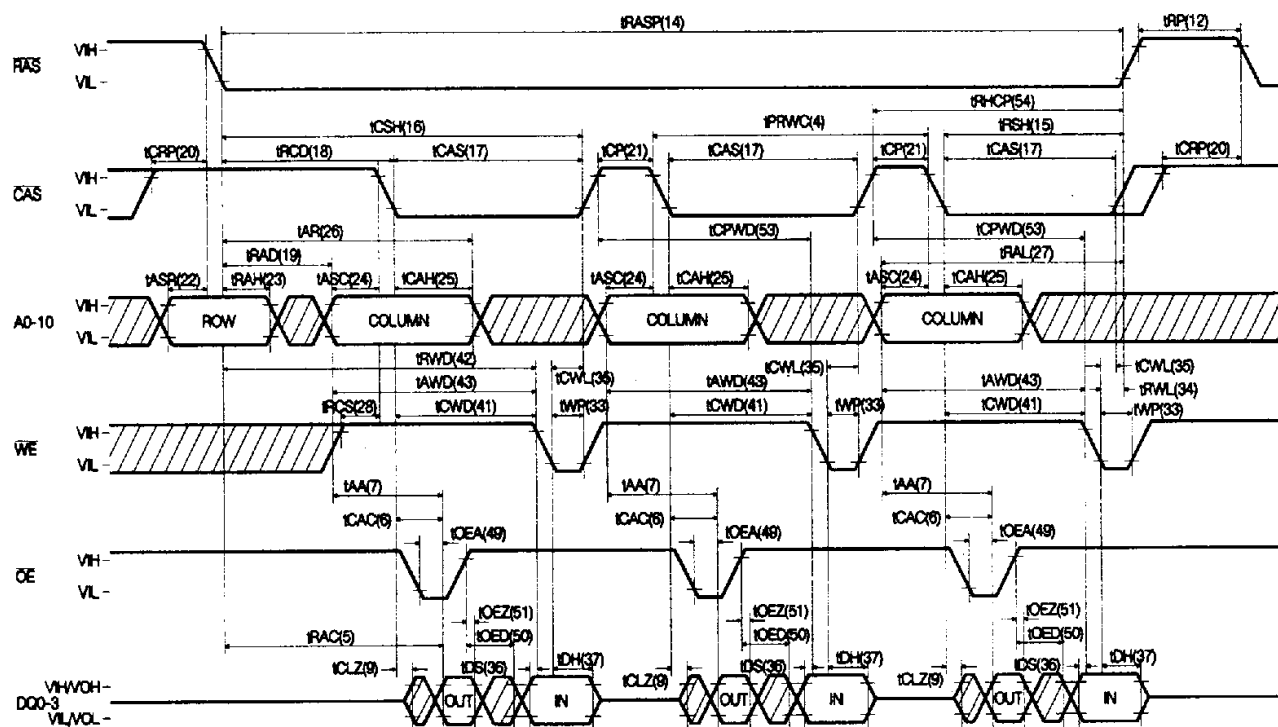 tRASP(14) tRP(12)
RAS VIH
VIL
tRHCP(54)
tCSH(16) tPRWC(4) tRSH(15)
tCRP(20) tRCD(18) tCAS(17) tCP(21) tCAS(17) tCP(21) tCAS(17) tCRP(20)
CAS VIH
VIL
tAR(26) tCPWD(53) tCPWD(53)
tRAD(19) tRAL(27)
tASR(22) tRAH(23) tASC(24) tCAH(25) tASC(24) tCAH(25) tASC(24) tCAH(25)
A0-10 VIH ROW COLUMN COLUMN COLUMN
VIL
tRWD(42) tCWL(35) tCWL(35) tCWL(35)
tAWD(43) tAWD(43) tAWD(43) tRWL(34)
tRCS(28) tCWD(41) tWP(33) tCWD(41) tWP(33) tCWD(41) tWP(33)
WE VIH
VIL
tAA(7) tAA(7) tAA(7)
tCAC(6) tCAC(6) tCAC(6)
tOEA(49) tOEA(49) tOEA(49)
OE VIH
VIL
tOEZ(51) tOEZ(51) tOEZ(51)
tRAC(5) tOED(50) tOED(50) tOED(50)
tCLZ(9) tDS(36) tDH(37) tCLZ(9) tDS(36) tDH(37) tCLZ(9) tDS(36) tDH(37)
VIH/VOH
DQ0-3 OUT IN OUT IN OUT IN
VIL/VOL